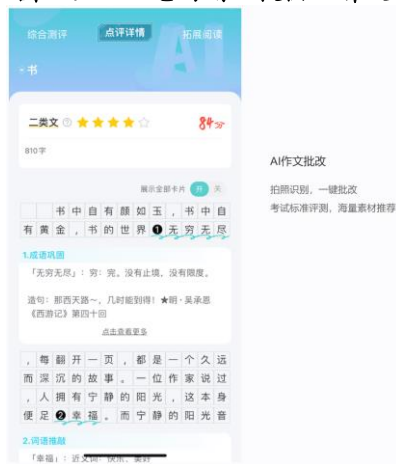 综合测评 点评详情 拓展阅读
AI
书
二类文 84分
810字
展示全部卡片 开 关
书中自有颜如玉,书中自
有黄金,书的世界❶无穷无尽
1.成语巩固
「无穷无尽」:穷:完。没有止境,没有限度。
造句:那西天路~,几时能到得!★明·吴承恩
《西游记》第四十回
点击查看更多
,每翻开一页,都是一个久远
而深沉的故事。一位作家说过
,人拥有宁静的阳光,这本身
便足❷幸福。而宁静的阳光音
2.词语推敲
「幸福」:近义词:快乐、美好
AI作文批改
拍照识别,一键批改
考试标准评测,海量素材推荐